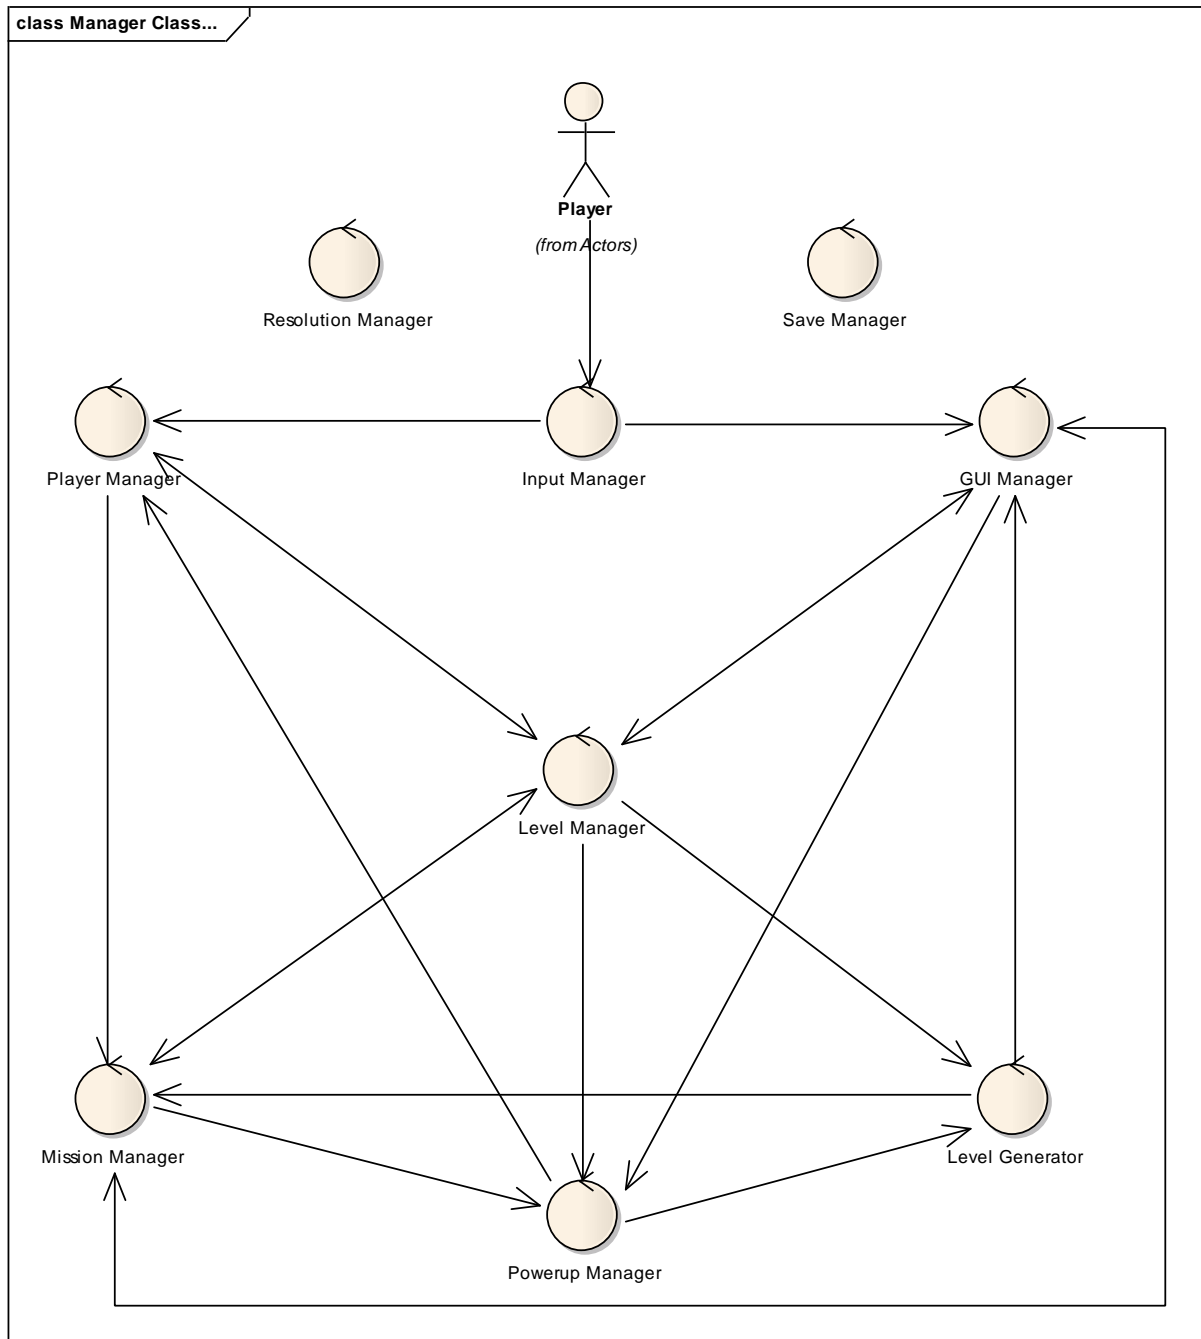 class Manager Class...
Player
(from Actors)
Resolution Manager
Save Manager
Player Manager
Input Manager
GUI Manager
Level Manager
Mission Manager
Level Generator
Powerup Manager